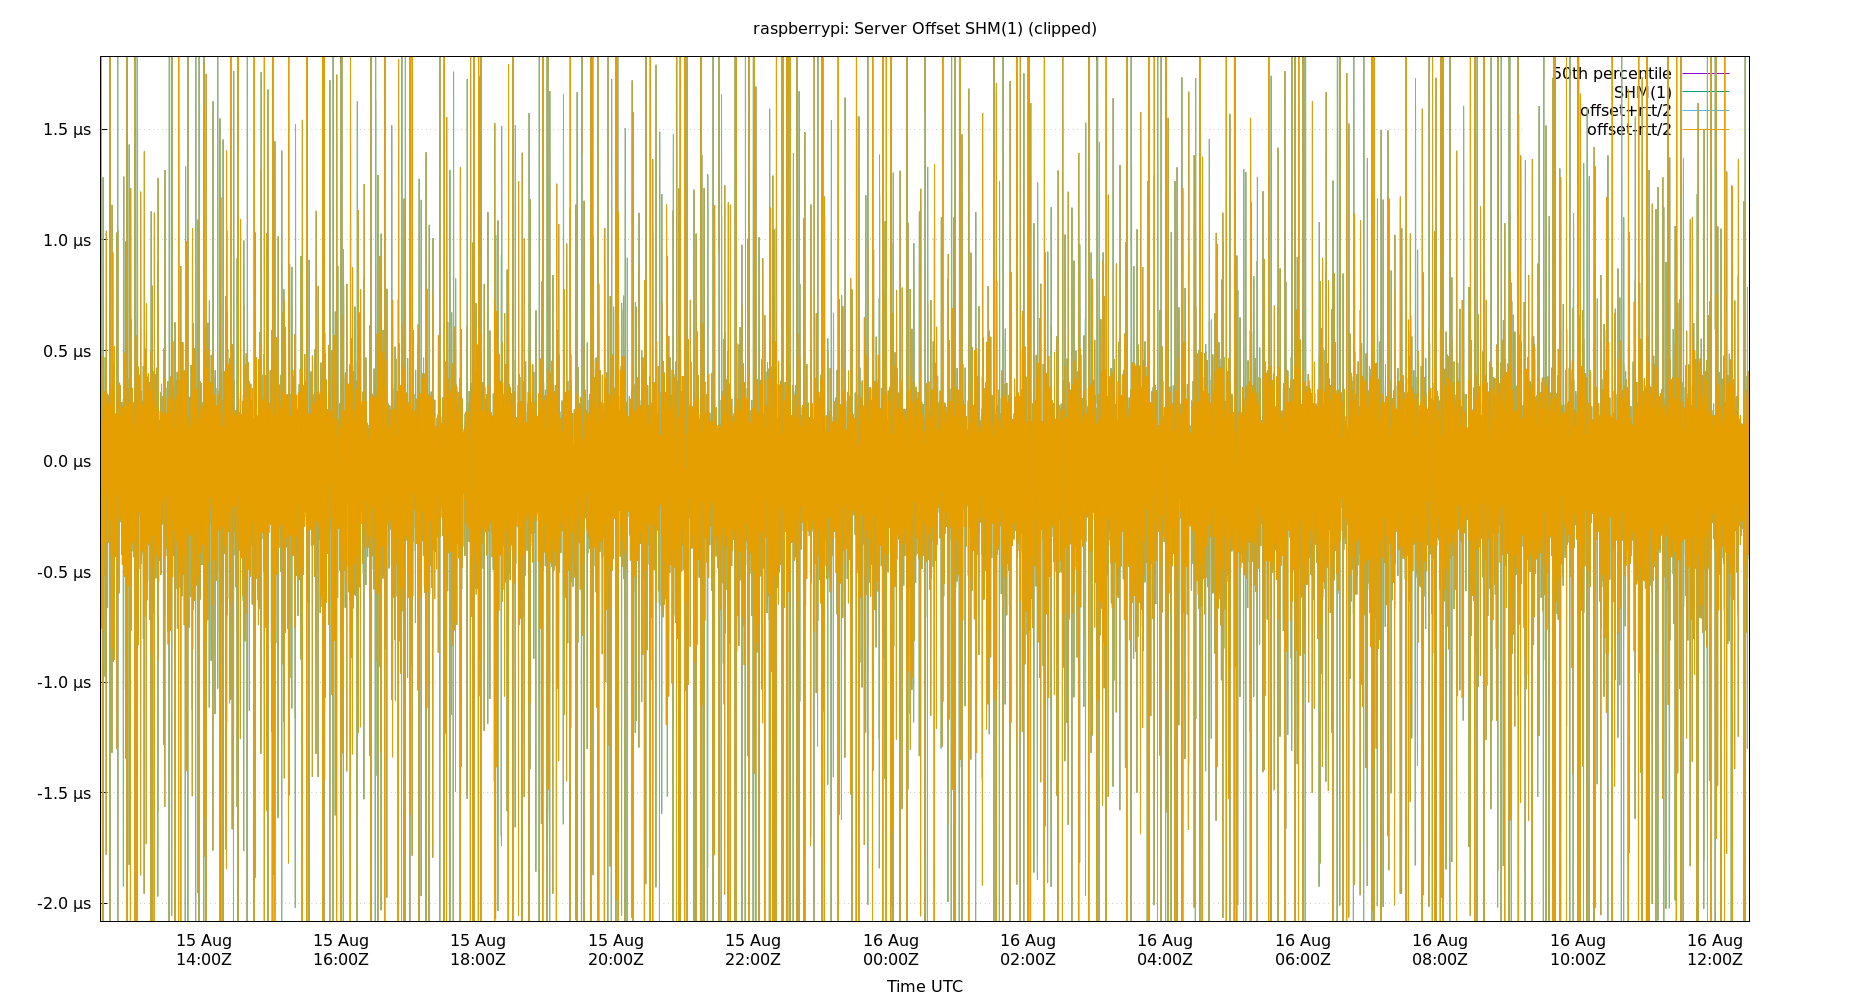 raspberrypi: Server Offset SHM(1) (clipped)
50th percentile
SHM(1)
offset+rtt/2
offset-rtt/2
1.5 µs
1.0 µs
0.5 µs
0.0 µs
-0.5 µs
-1.0 µs
-1.5 µs
-2.0 µs
15 Aug 15 Aug 15 Aug 15 Aug 15 Aug 16 Aug 16 Aug 16 Aug 16 Aug 16 Aug 16 Aug 16 Aug
14:00Z 16:00Z 18:00Z 20:00Z 22:00Z 00:00Z 02:00Z 04:00Z 06:00Z 08:00Z 10:00Z 12:00Z
Time UTC